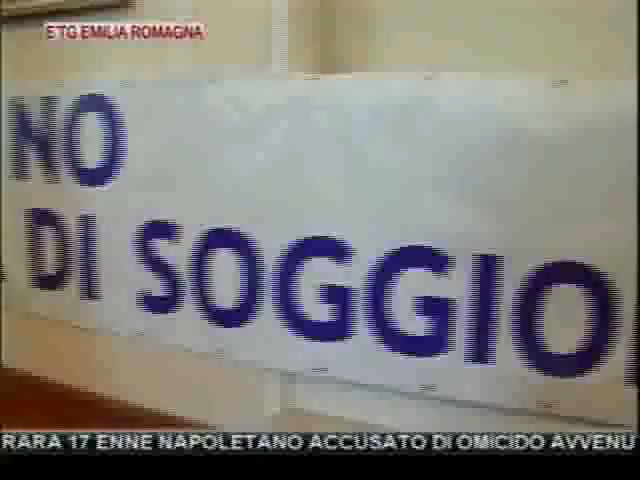 E'TG EMILIA ROMAGNA
NO
DI SOGGIO
RARA 17 ENNE NAPOLETANO ACCUSATO DI OMICIDO AVVENU